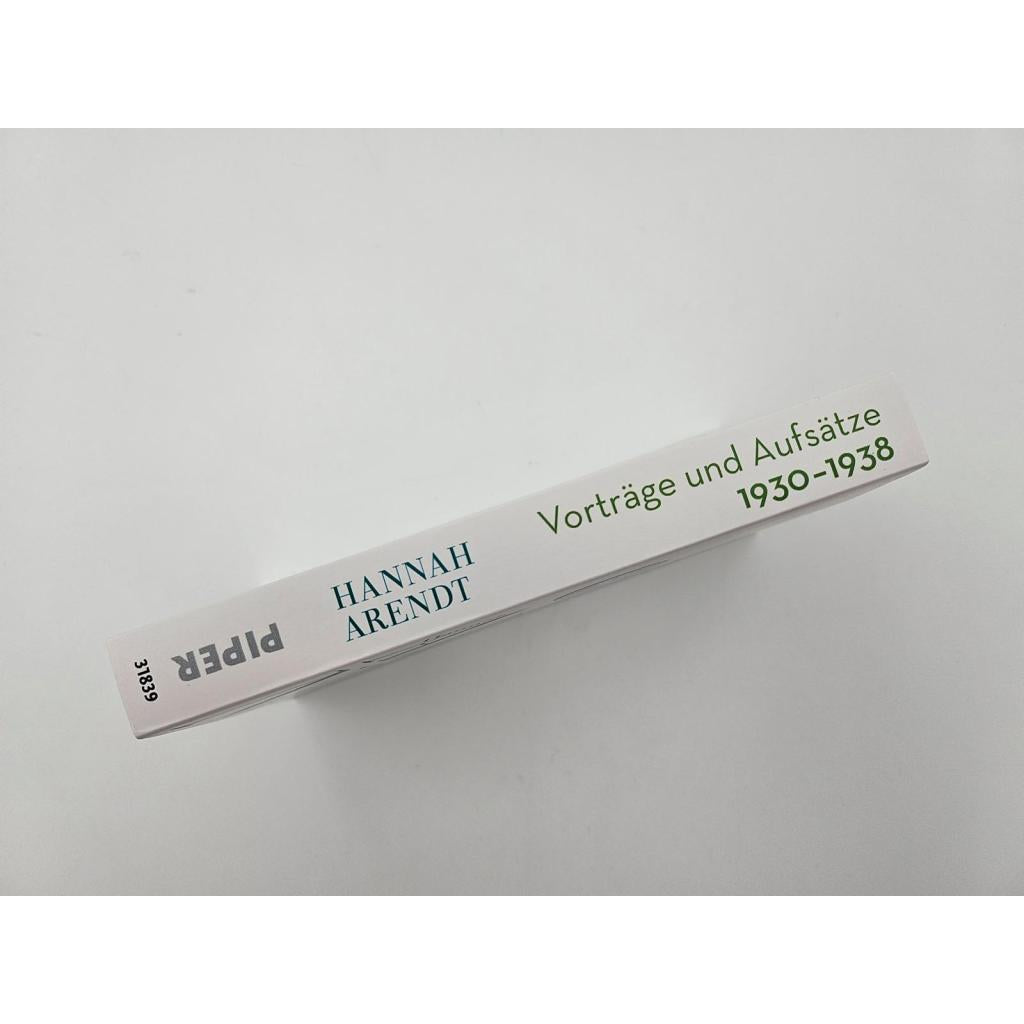 31839
PIPER
HANNAH
ARENDT
Vorträge und Aufsätze
1930–1938